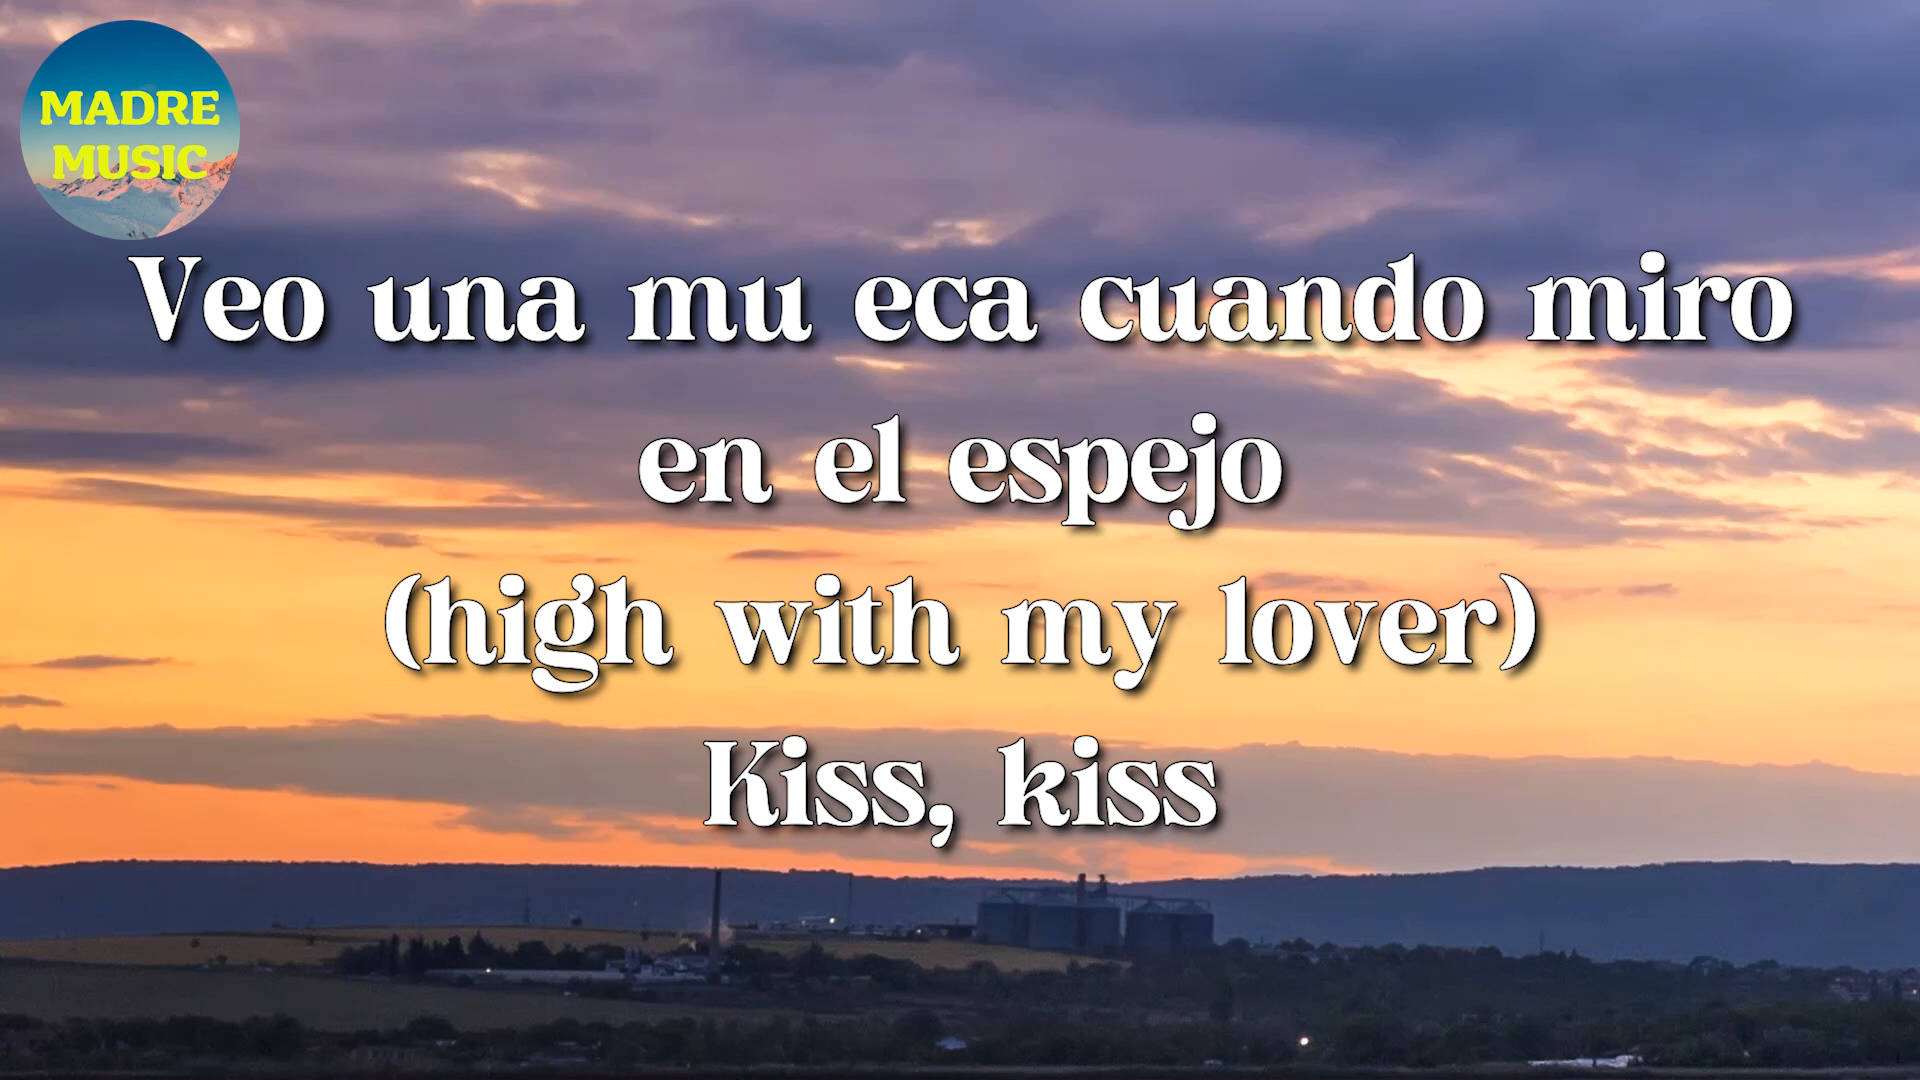 MADRE
MUSIC
Veo una mu eca cuando miro
en el espejo
(high with my lover)
Kiss, kiss